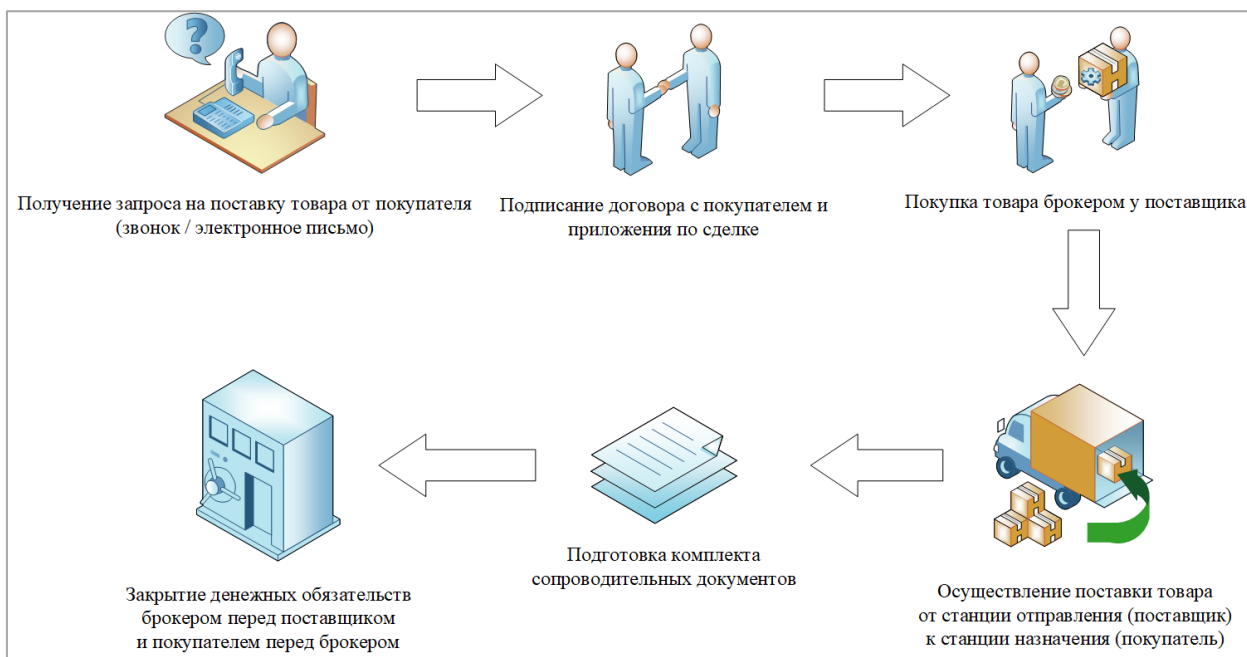 ?
Получение запроса на поставку товара от покупателя
(звонок / электронное письмо)
Подписание договора с покупателем и
приложения по сделке
Покупка товара брокером у поставщика
Закрытие денежных обязательств
брокером перед поставщиком
и покупателем перед брокером
Подготовка комплекта
сопроводительных документов
Осуществление поставки товара
от станции отправления (поставщик)
к станции назначения (покупатель)